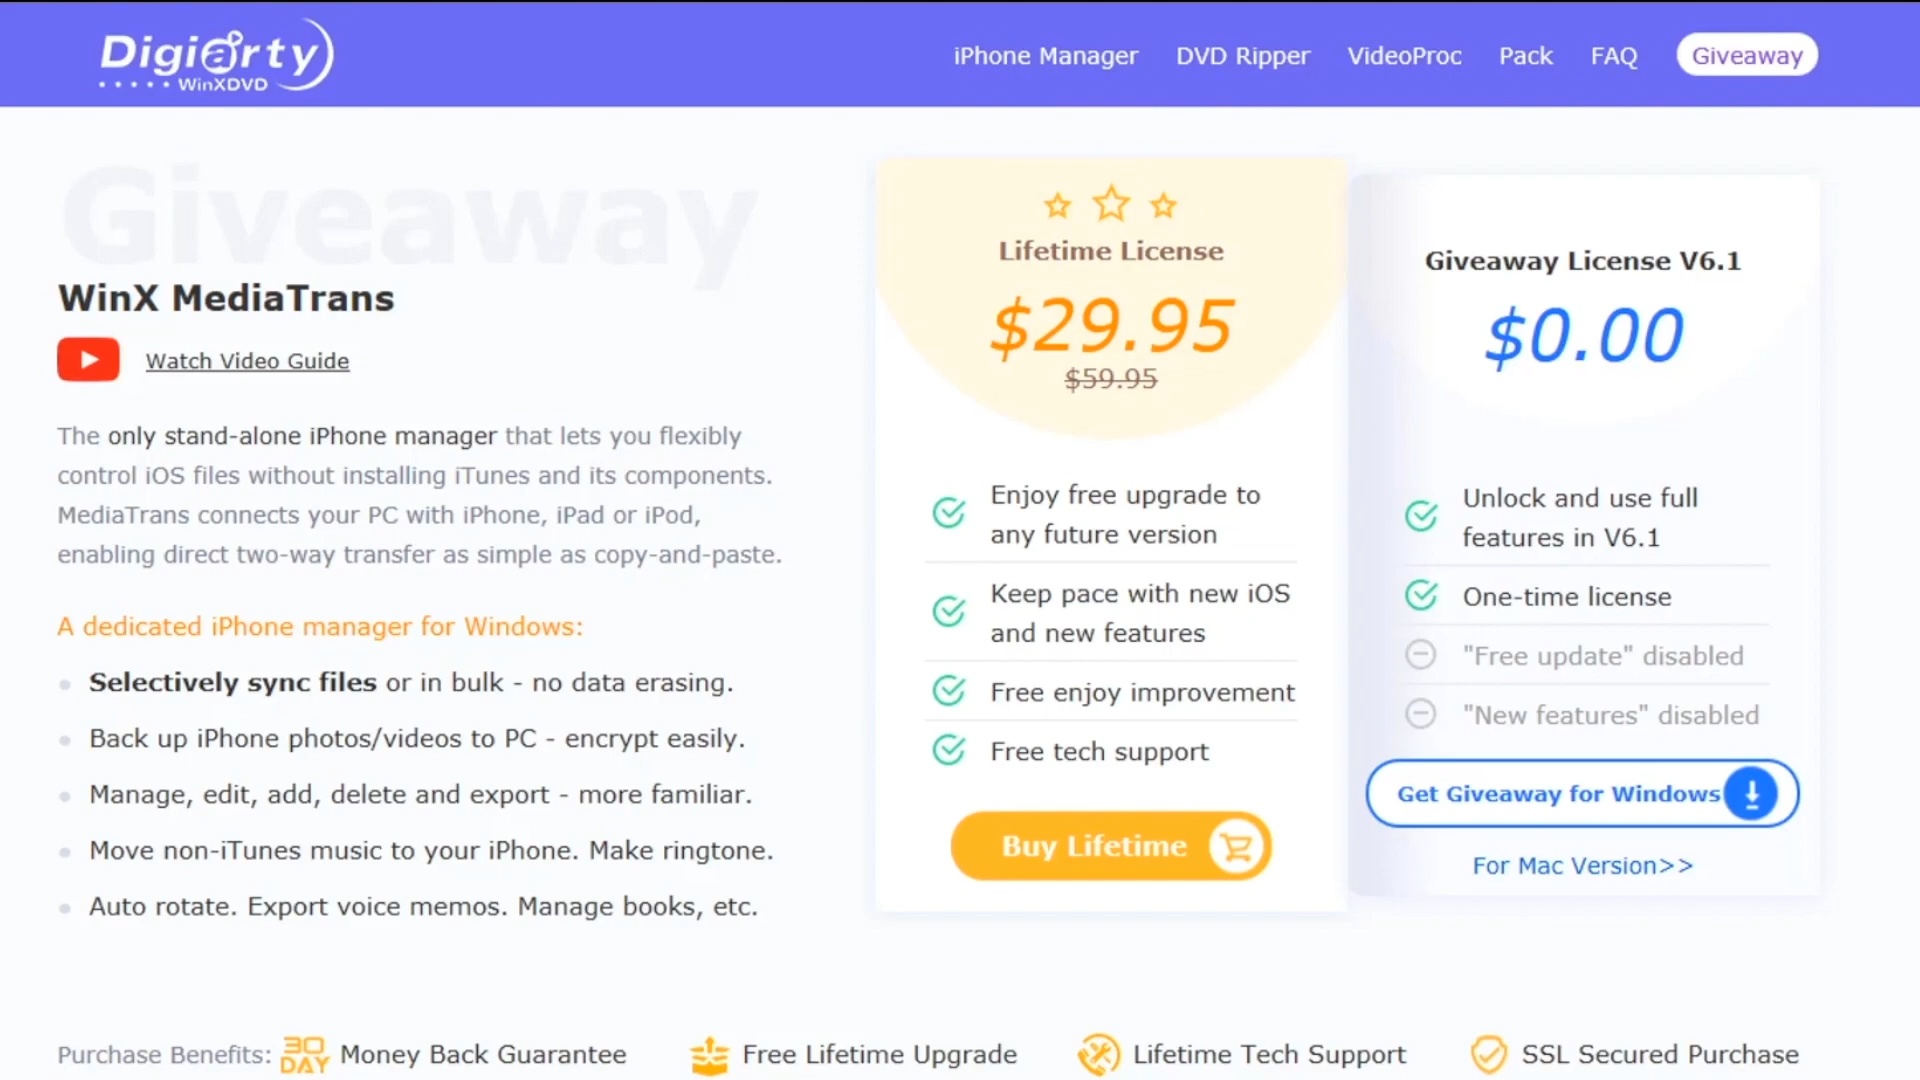 Digiarty
WinXDVD
iPhone Manager
DVD Ripper
VideoProc
Pack
FAQ
Giveaway
Giveaway
WinX MediaTrans
Watch Video Guide
The only stand-alone iPhone manager that lets you flexibly
control iOS files without installing iTunes and its components.
MediaTrans connects your PC with iPhone, iPad or iPod,
enabling direct two-way transfer as simple as copy-and-paste.
A dedicated iPhone manager for Windows:
Selectively sync files or in bulk - no data erasing.
Back up iPhone photos/videos to PC - encrypt easily.
Manage, edit, add, delete and export - more familiar.
Move non-iTunes music to your iPhone. Make ringtone.
Auto rotate. Export voice memos. Manage books, etc.
Lifetime License
$29.95
$59.95
Enjoy free upgrade to
any future version
Keep pace with new iOS
and new features
Free enjoy improvement
Free tech support
Buy Lifetime
Giveaway License V6.1
$0.00
Unlock and use full
features in V6.1
One-time license
"Free update" disabled
"New features" disabled
Get Giveaway for Windows
For Mac Version>>
Purchase Benefits:
30
DAY
Money Back Guarantee
Free Lifetime Upgrade
Lifetime Tech Support
SSL Secured Purchase